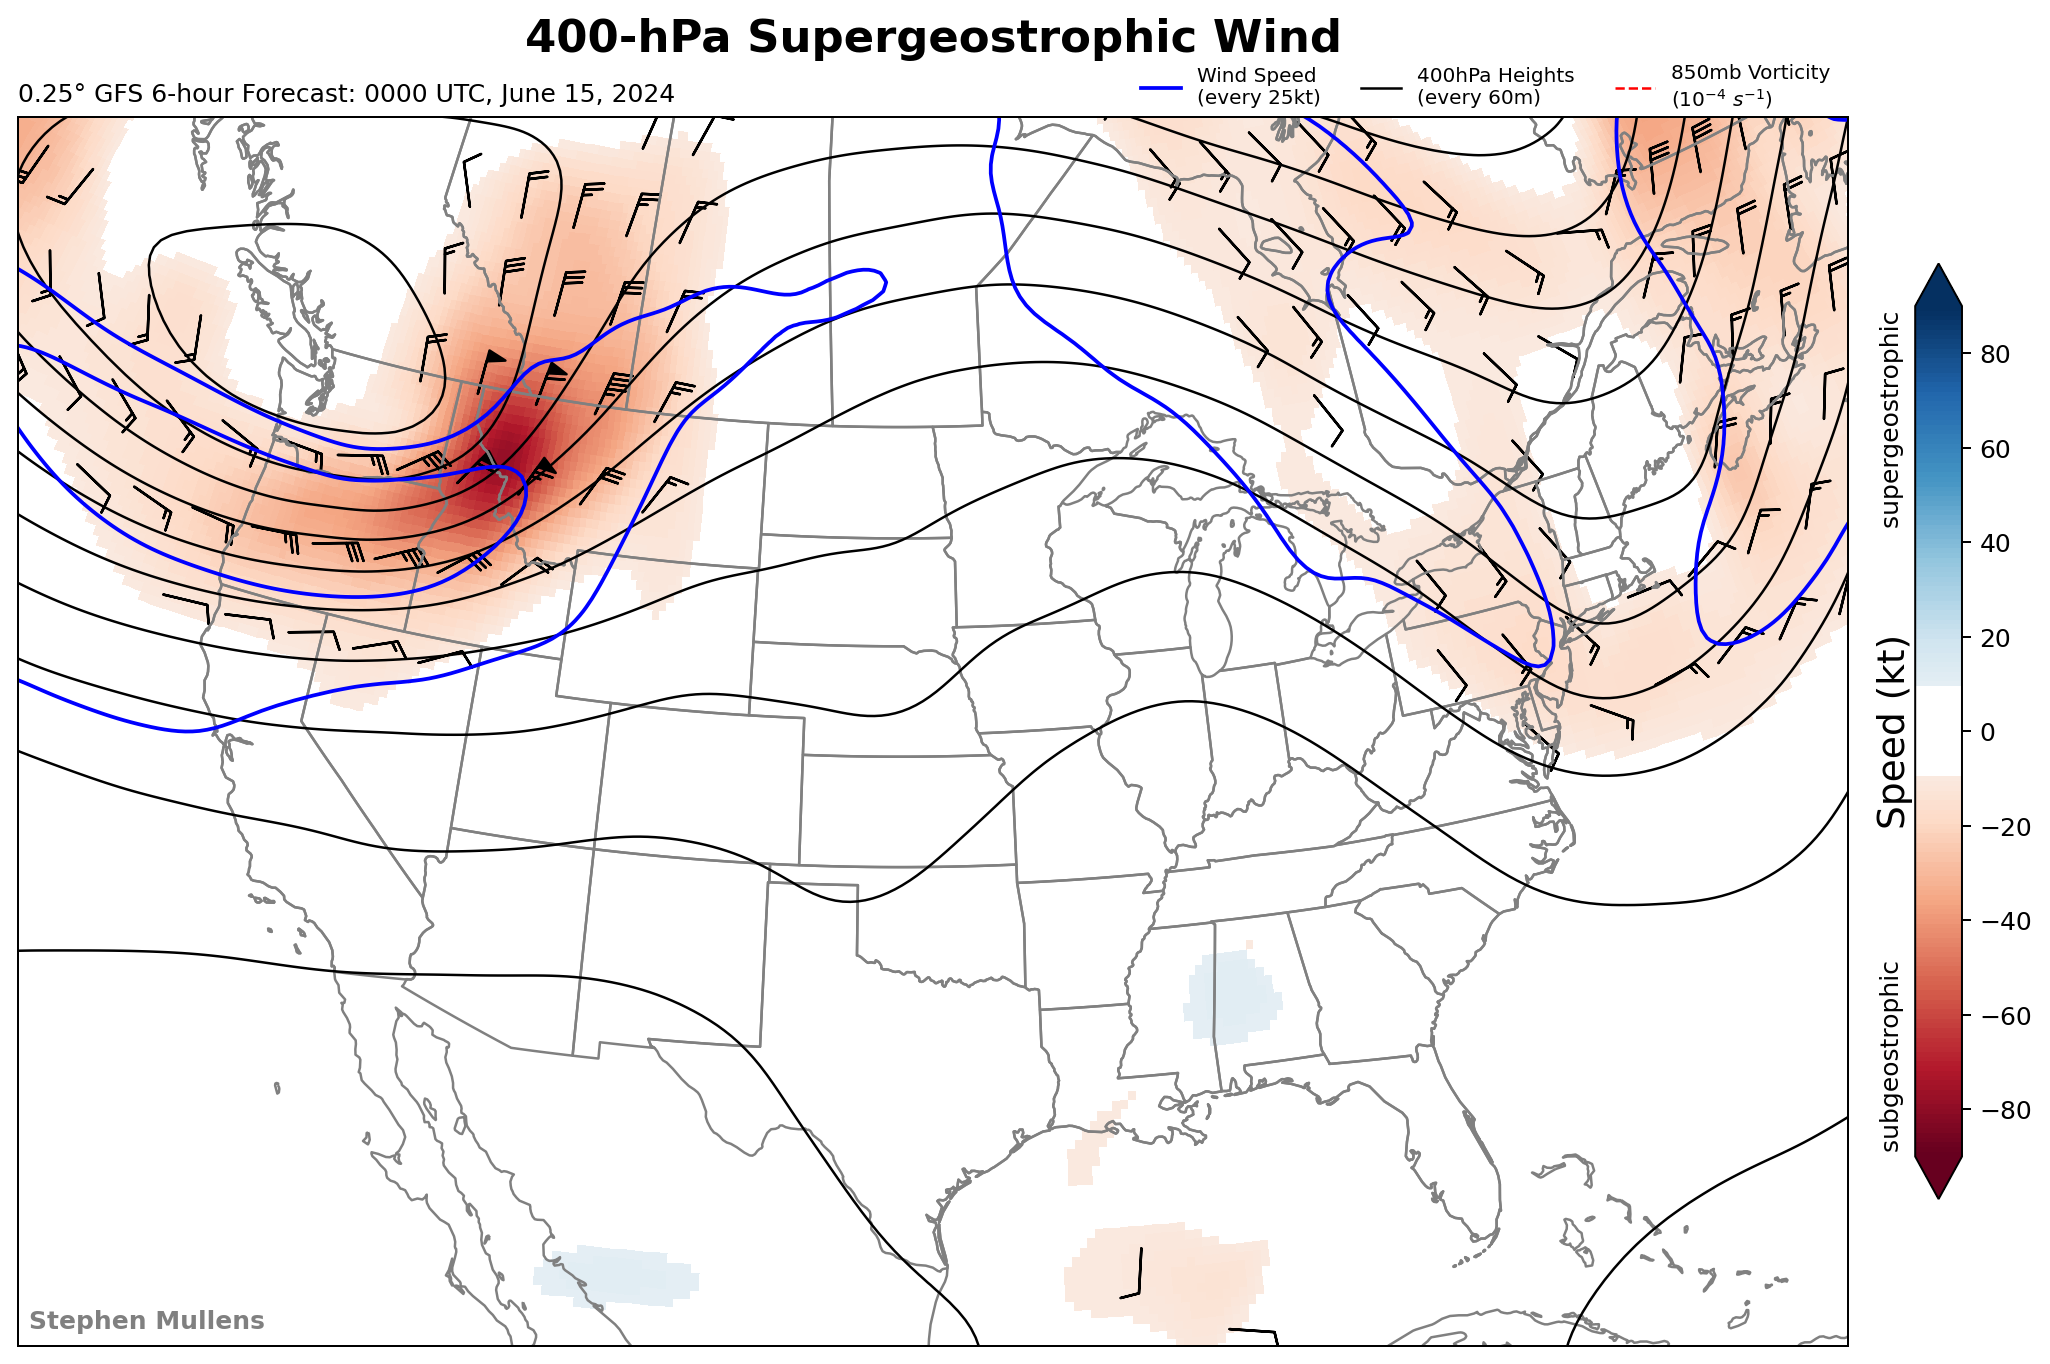 400-hPa Supergeostrophic Wind
0.25° GFS 6-hour Forecast: 0000 UTC, June 15, 2024
Wind Speed
(every 25kt)
400hPa Heights
(every 60m)
850mb Vorticity
(10⁻⁴ s⁻¹)
supergeostrophic
Speed (kt)
subgeostrophic
80
60
40
20
0
−20
−40
−60
−80
Stephen Mullens